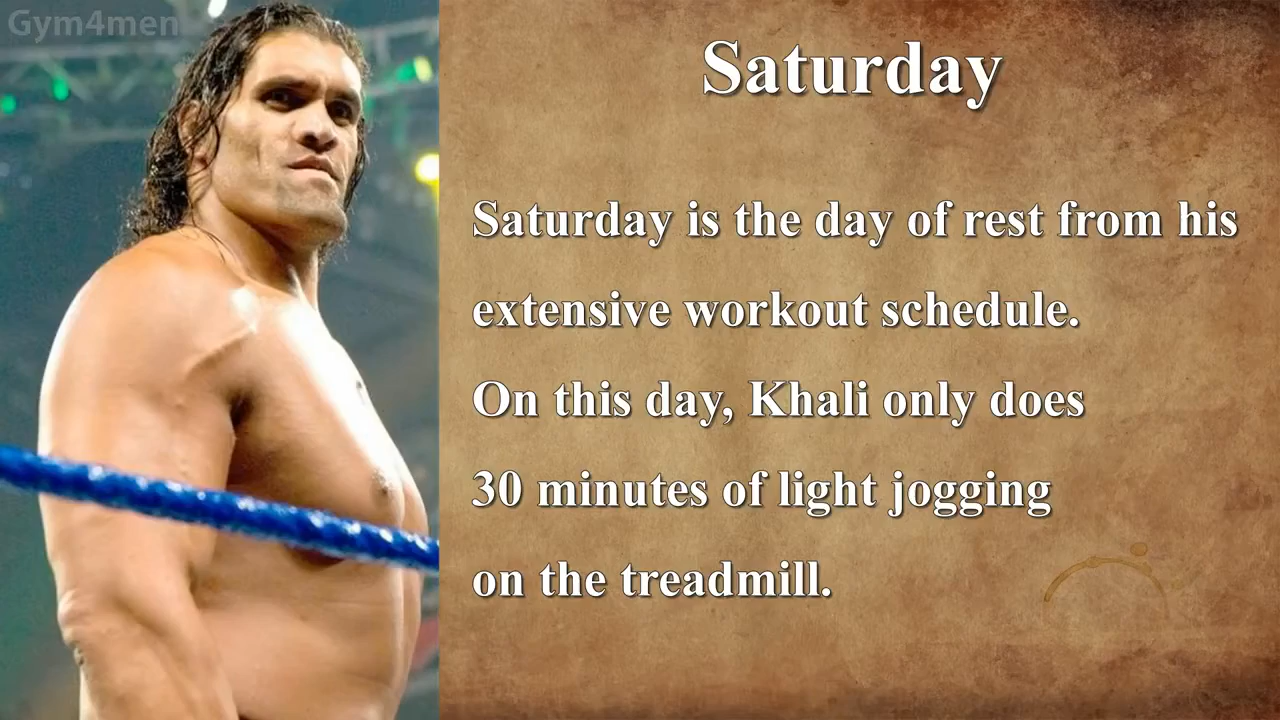 Gym4men
Saturday
Saturday is the day of rest from his
extensive workout schedule.
On this day, Khali only does
30 minutes of light jogging
on the treadmill.